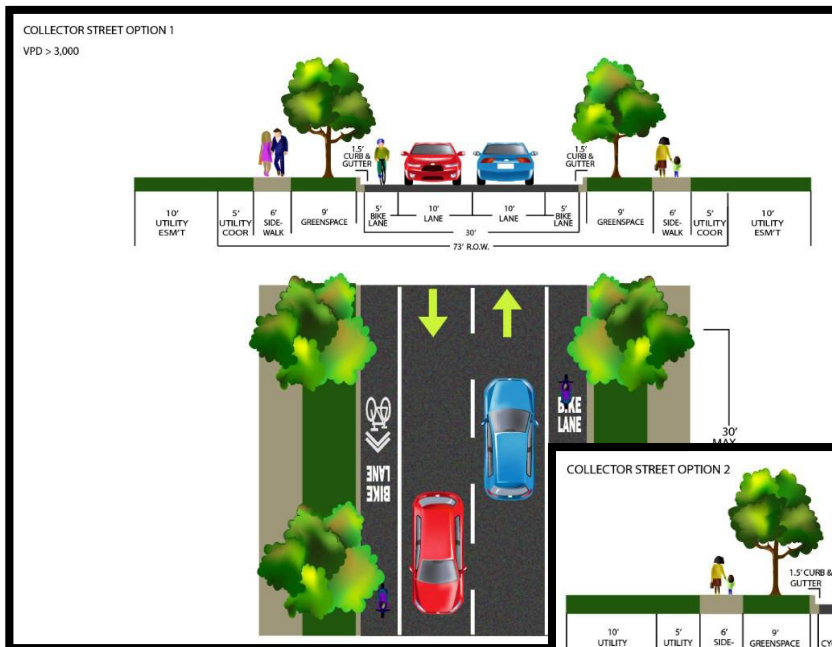 COLLECTOR STREET OPTION 1
VPD > 3,000
1.5'
CURB &
GUTTER
1.5'
CURB &
GUTTER
10'
UTILITY
ESM'T
5'
UTILITY
COOR
6'
SIDE-
WALK
9'
GREENSPACE
5'
BIKE
LANE
10'
LANE
10'
LANE
5'
BIKE
LANE
9'
GREENSPACE
6'
SIDE-
WALK
5'
UTILITY
COOR
10'
UTILITY
ESM'T
30'
73' R.O.W.
BIKE
LANE
BIKE
LANE
30'
MAX
COLLECTOR STREET OPTION 2
1.5' CURB &
GUTTER
10'
UTILITY
5'
UTILITY
6'
SIDE-
9'
GREENSPACE